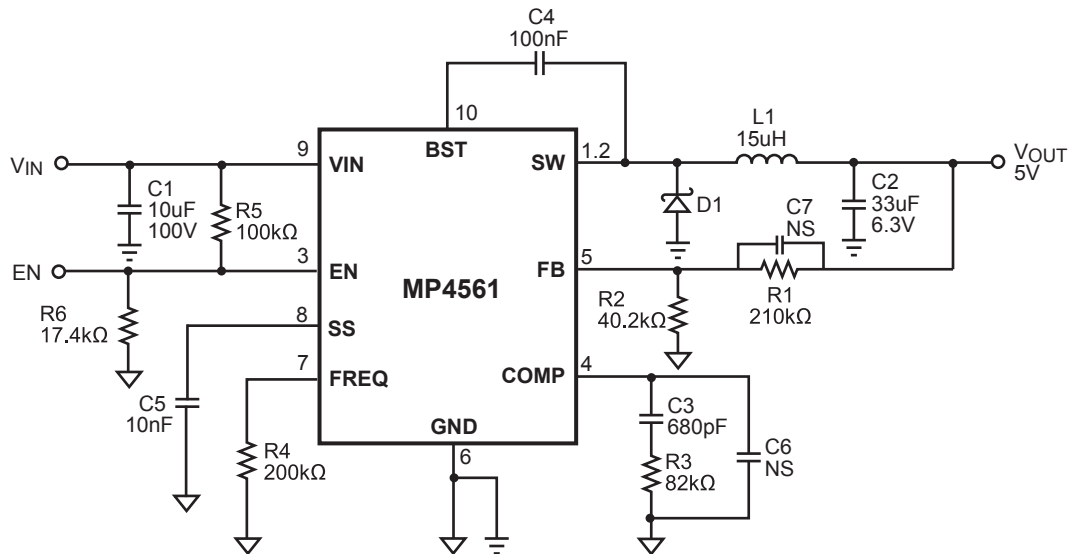 C4
100nF
10
BST
VIN
9
VIN
SW
1.2
L1
15uH
VOUT
5V
C1
10uF
100V
R5
100kΩ
D1
C2
33uF
6.3V
C7
NS
EN
3
EN
MP4561
FB
5
R1
210kΩ
R2
40.2kΩ
R6
17.4kΩ
8
SS
7
FREQ
COMP
4
C5
10nF
R4
200kΩ
GND
6
C3
680pF
R3
82kΩ
C6
NS